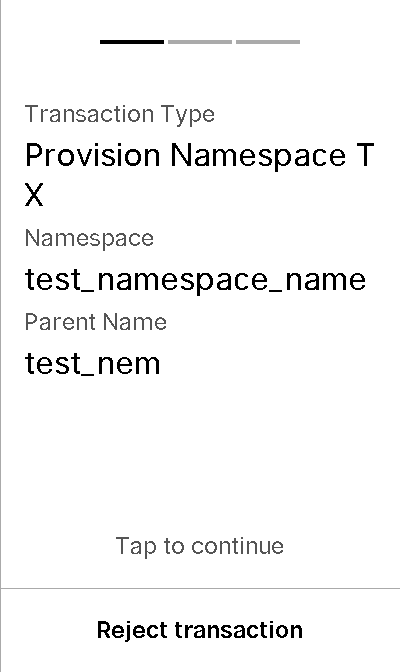 Transaction Type
Provision Namespace T
X
Namespace
test_namespace_name
Parent Name
test_nem
Tap to continue
Reject transaction